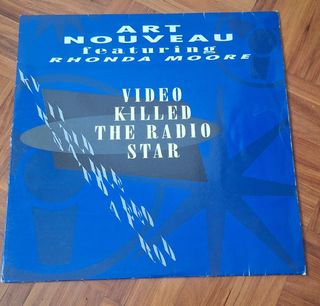 ART
NOUVEAU
featuring
RHONDA MOORE
VIDEO
KILLED
THE RADIO
STAR